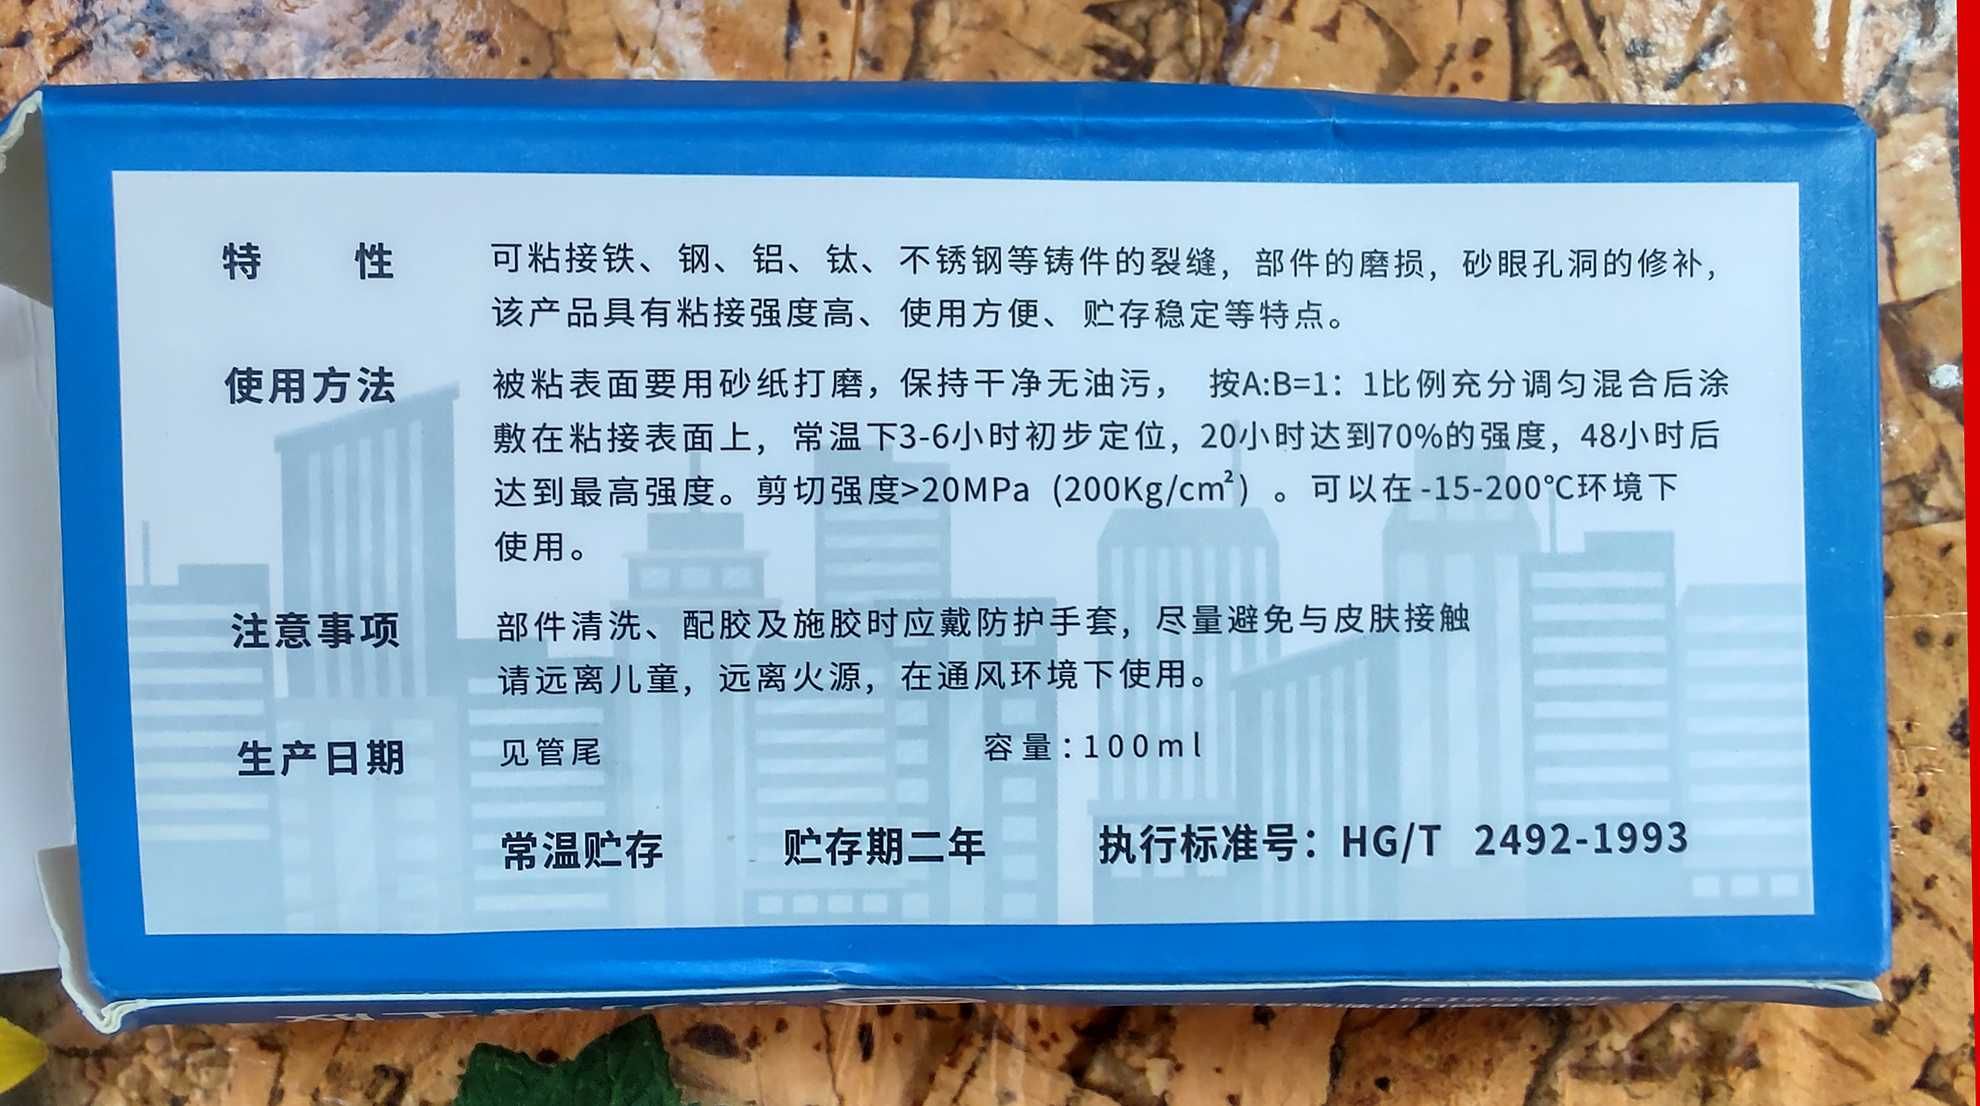 特 性 可粘接铁、钢、铝、钛、不锈钢等铸件的裂缝，部件的磨损，砂眼孔洞的修补，
该产品具有粘接强度高、使用方便、贮存稳定等特点。
使用方法 被粘表面要用砂纸打磨，保持干净无油污， 按A:B=1：1比例充分调匀混合后涂
敷在粘接表面上，常温下3-6小时初步定位，20小时达到70%的强度，48小时后
达到最高强度。剪切强度>20MPa (200Kg/cm²) 。可以在 -15-200℃环境下
使用。
注意事项 部件清洗、配胶及施胶时应戴防护手套，尽量避免与皮肤接触
请远离儿童，远离火源，在通风环境下使用。
生产日期 见管尾 容量:100ml
常温贮存 贮存期二年 执行标准号：HG/T 2492-1993